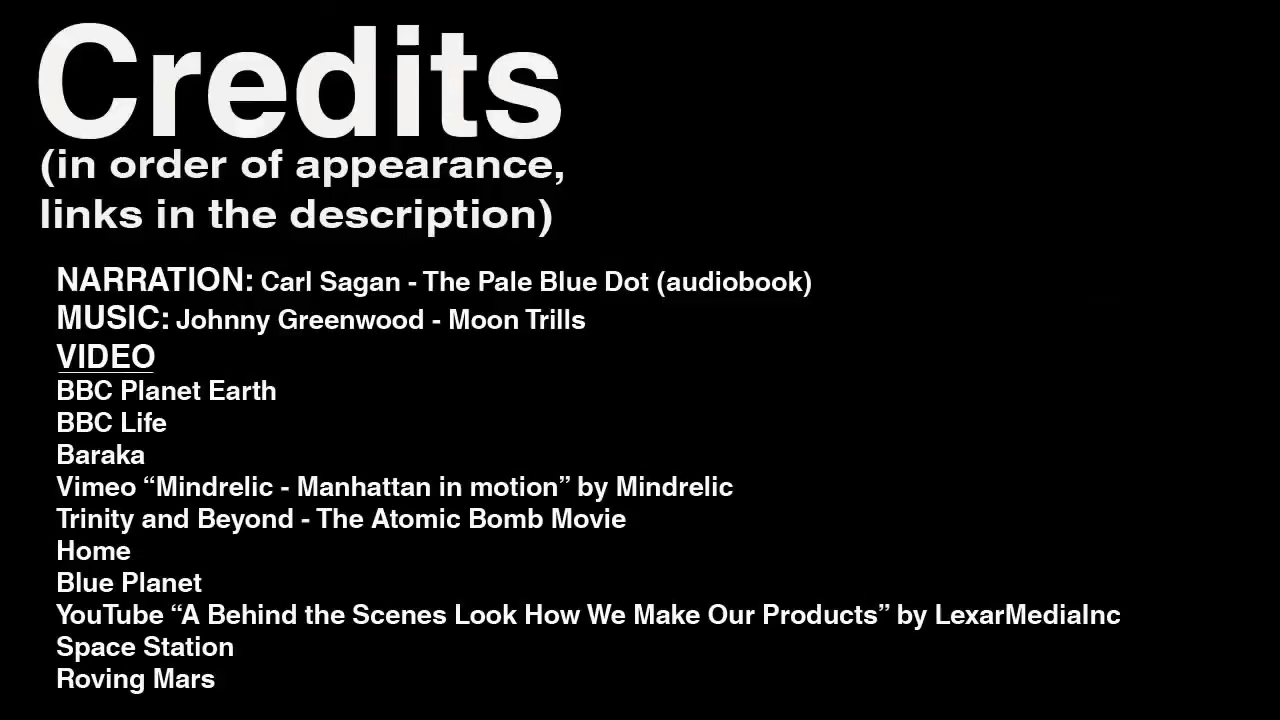 Credits
(in order of appearance,
links in the description)
NARRATION: Carl Sagan - The Pale Blue Dot (audiobook)
MUSIC: Johnny Greenwood - Moon Trills
VIDEO
BBC Planet Earth
BBC Life
Baraka
Vimeo “Mindrelic - Manhattan in motion” by Mindrelic
Trinity and Beyond - The Atomic Bomb Movie
Home
Blue Planet
YouTube “A Behind the Scenes Look How We Make Our Products” by LexarMediaInc
Space Station
Roving Mars